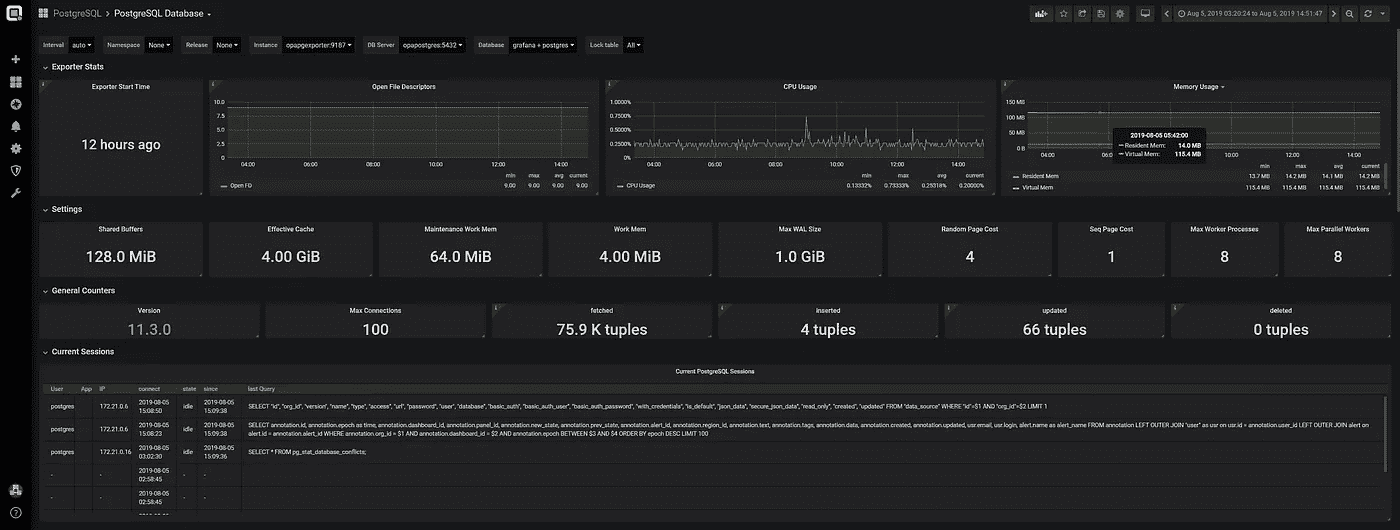 PostgreSQL > PostgreSQL Database
Aug 5, 2019 03:20:24 to Aug 5, 2019 14:51:47
Interval auto Namespace None Release None Instance opapgexporter:9187 DB Server opapostgres:5432 Database grafana + postgres Lock table All
Exporter Stats
Exporter Start Time
12 hours ago
Open File Descriptors
10.0
7.5
5.0
2.5
0
04:00 06:00 08:00 10:00 12:00 14:00
min max avg current
Open FD 9.00 9.00 9.00 9.00
CPU Usage
1.0000%
0.7500%
0.5000%
0.2500%
0%
04:00 06:00 08:00 10:00 12:00 14:00
min max avg current
CPU Usage 0.13332% 0.73333% 0.25318% 0.20000%
Memory Usage
150 MB
100 MB
50 MB
0 B
2019-08-05 05:42:00
Resident Mem: 14.0 MB
Virtual Mem: 115.4 MB
04:00 10:00 12:00 14:00
min max avg current
Resident Mem 13.7 MB 14.2 MB 14.1 MB 14.2 MB
Virtual Mem 115.4 MB 115.4 MB 115.4 MB 115.4 MB
Settings
Shared Buffers Effective Cache Maintenance Work Mem Work Mem Max WAL Size Random Page Cost Seq Page Cost Max Worker Processes Max Parallel Workers
128.0 MiB 4.00 GiB 64.0 MiB 4.00 MiB 1.0 GiB 4 1 8 8
General Counters
Version Max Connections fetched inserted updated deleted
11.3.0 100 75.9 K tuples 4 tuples 66 tuples 0 tuples
Current Sessions
Current PostgreSQL Sessions
User App IP connect state since last Query
postgres 172.21.0.6 2019-08-05 15:08:50 idle 2019-08-05 15:09:38 SELECT "id", "org_id", "version", "name", "type", "access", "url", "password", "user", "database", "basic_auth", "basic_auth_user", "basic_auth_password", "with_credentials", "is_default", "json_data", "secure_json_data", "read_only", "created", "updated" FROM "data_source" WHERE "id"=$1 AND "org_id"=$2 LIMIT 1
postgres 172.21.0.6 2019-08-05 15:08:23 idle 2019-08-05 15:09:38 SELECT annotation.id, annotation.epoch as time, annotation.dashboard_id, annotation.panel_id, annotation.new_state, annotation.prev_state, annotation.alert_id, annotation.region_id, annotation.text, annotation.tags, annotation.data, annotation.created, annotation.updated, usr.email, usr.login, alert.name as alert_name FROM annotation LEFT OUTER JOIN "user" as usr on usr.id = annotation.user_id LEFT OUTER JOIN alert on
alert.id = annotation.alert_id WHERE annotation.org_id = $1 AND annotation.dashboard_id = $2 AND annotation.epoch BETWEEN $3 AND $4 ORDER BY epoch DESC LIMIT 100
postgres 172.21.0.16 2019-08-05 03:02:30 idle 2019-08-05 15:09:36 SELECT * FROM pg_stat_database_conflicts;
- - 2019-08-05 02:58:45 - -
- - 2019-08-05 02:58:45 - -